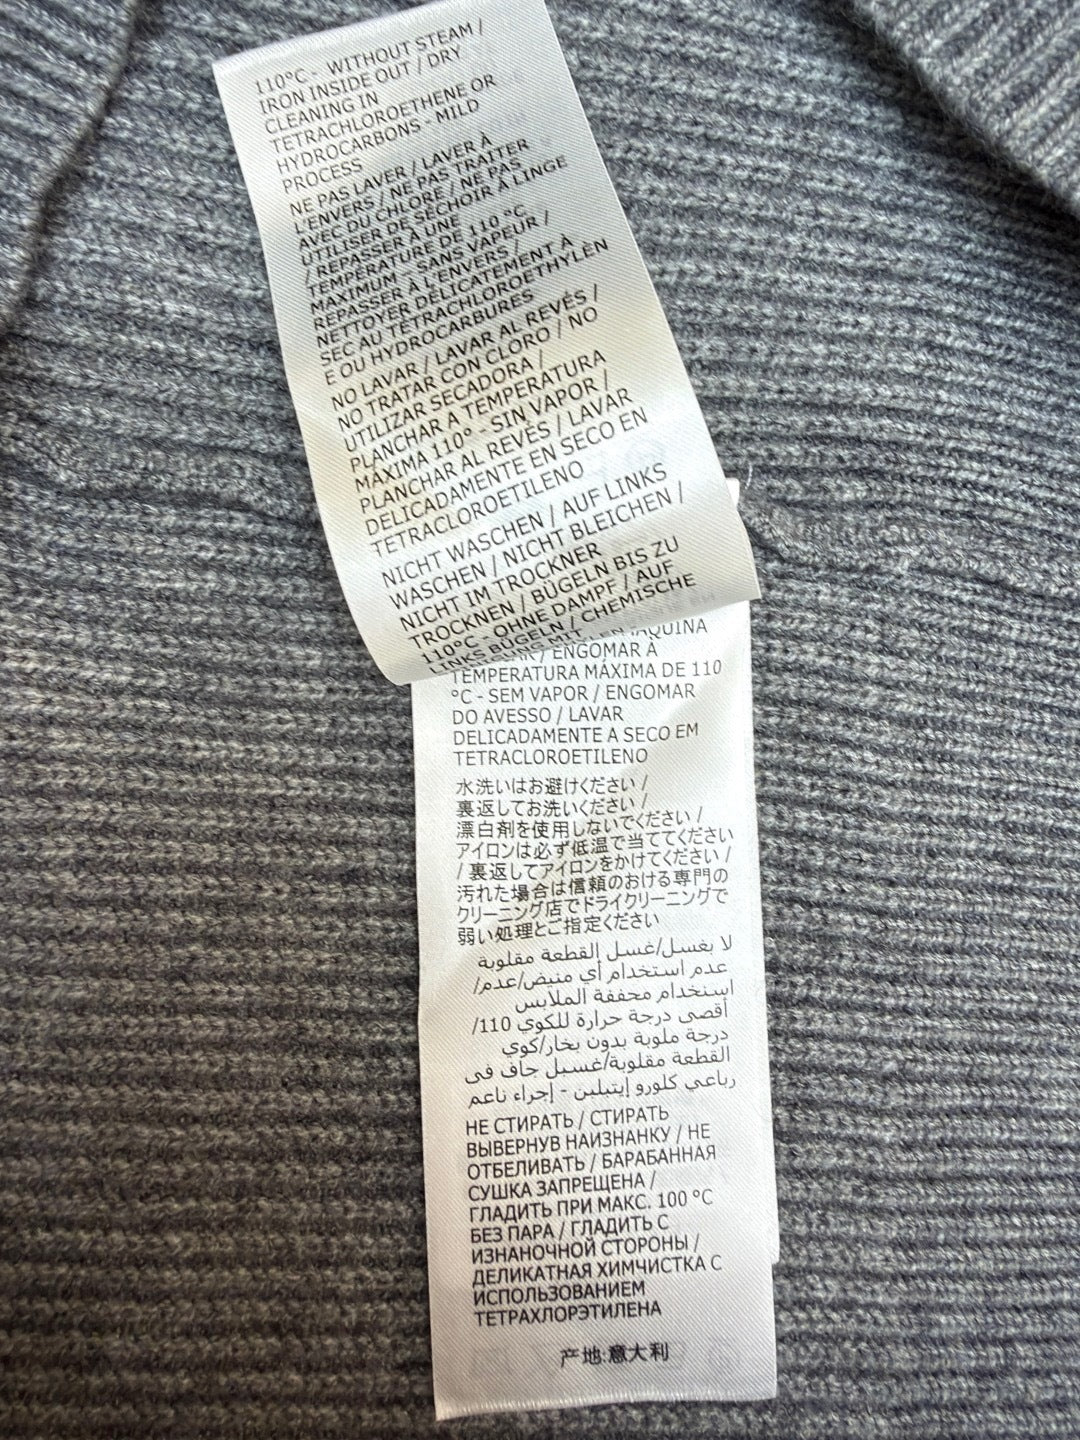 110°C - WITHOUT STEAM /
IRON INSIDE OUT / DRY
CLEANING IN
TETRACHLOROETHENE OR
HYDROCARBONS - MILD
PROCESS
NE PAS LAVER / LAVER À
L'ENVERS / NE PAS TRAITER
AVEC DU CHLORE / NE PAS
UTILISER DE SÉCHOIR À LINGE
/ REPASSER À UNE
TEMPÉRATURE DE 110 °C
MAXIMUM - SANS VAPEUR /
REPASSER À L'ENVERS /
NETTOYER DÉLICATEMENT À
SEC AU TÉTRACHLOROETHYLÈN
E OU HYDROCARBURES
NO LAVAR / LAVAR AL REVÉS /
NO TRATAR CON CLORO / NO
UTILIZAR SECADORA /
PLANCHAR A TEMPERATURA
MÁXIMA 110° - SIN VAPOR /
PLANCHAR AL REVÉS / LAVAR
DELICADAMENTE EN SECO EN
TETRACLOROETILENO
NICHT WASCHEN / AUF LINKS
WASCHEN / NICHT BLEICHEN /
NICHT IM TROCKNER
TROCKNEN / BÜGELN BIS ZU
110°C - OHNE DAMPF / AUF
LINKS BÜGELN / CHEMISCHE
/ ENGOMAR À
TEMPERATURA MÁXIMA DE 110
°C - SEM VAPOR / ENGOMAR
DO AVESSO / LAVAR
DELICADAMENTE A SECO EM
TETRACLOROETILENO
水洗いはお避けください /
裏返してお洗いください /
漂白剤を使用しないでください /
アイロンは必ず低温で当ててください
/ 裏返してアイロンをかけてください /
汚れた場合は信頼のおける専門の
クリーニング店でドライクリーニングで
弱い処理とご指定ください
لا يغسل/غسل القطعة مقلوبة
عدم استخدام أي مبيض/عدم/
استخدام مجففة الملابس
أقصى درجة حرارة للكوي 110/
درجة ملوية بدون بخار/كوي
القطعة مقلوبة/غسيل جاف فى
رباعي كلورو إيتيلين - إجراء ناعم
НЕ СТИРАТЬ / СТИРАТЬ
ВЫВЕРНУВ НАИЗНАНКУ / НЕ
ОТБЕЛИВАТЬ / БАРАБАННАЯ
СУШКА ЗАПРЕЩЕНА /
ГЛАДИТЬ ПРИ МАКС. 100 °C
БЕЗ ПАРА / ГЛАДИТЬ С
ИЗНАНОЧНОЙ СТОРОНЫ /
ДЕЛИКАТНАЯ ХИМЧИСТКА С
ИСПОЛЬЗОВАНИЕМ
ТЕТРАХЛОРЭТИЛЕНА
产地:意大利